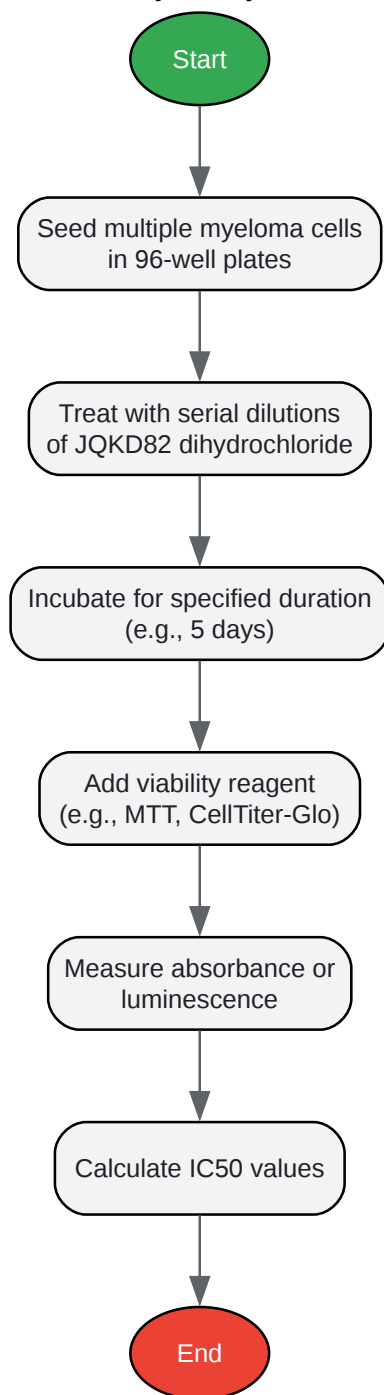 Start
Seed multiple myeloma cells
in 96-well plates
Treat with serial dilutions
of JQKD82 dihydrochloride
Incubate for specified duration
(e.g., 5 days)
Add viability reagent
(e.g., MTT, CellTiter-Glo)
Measure absorbance or
luminescence
Calculate IC50 values
End